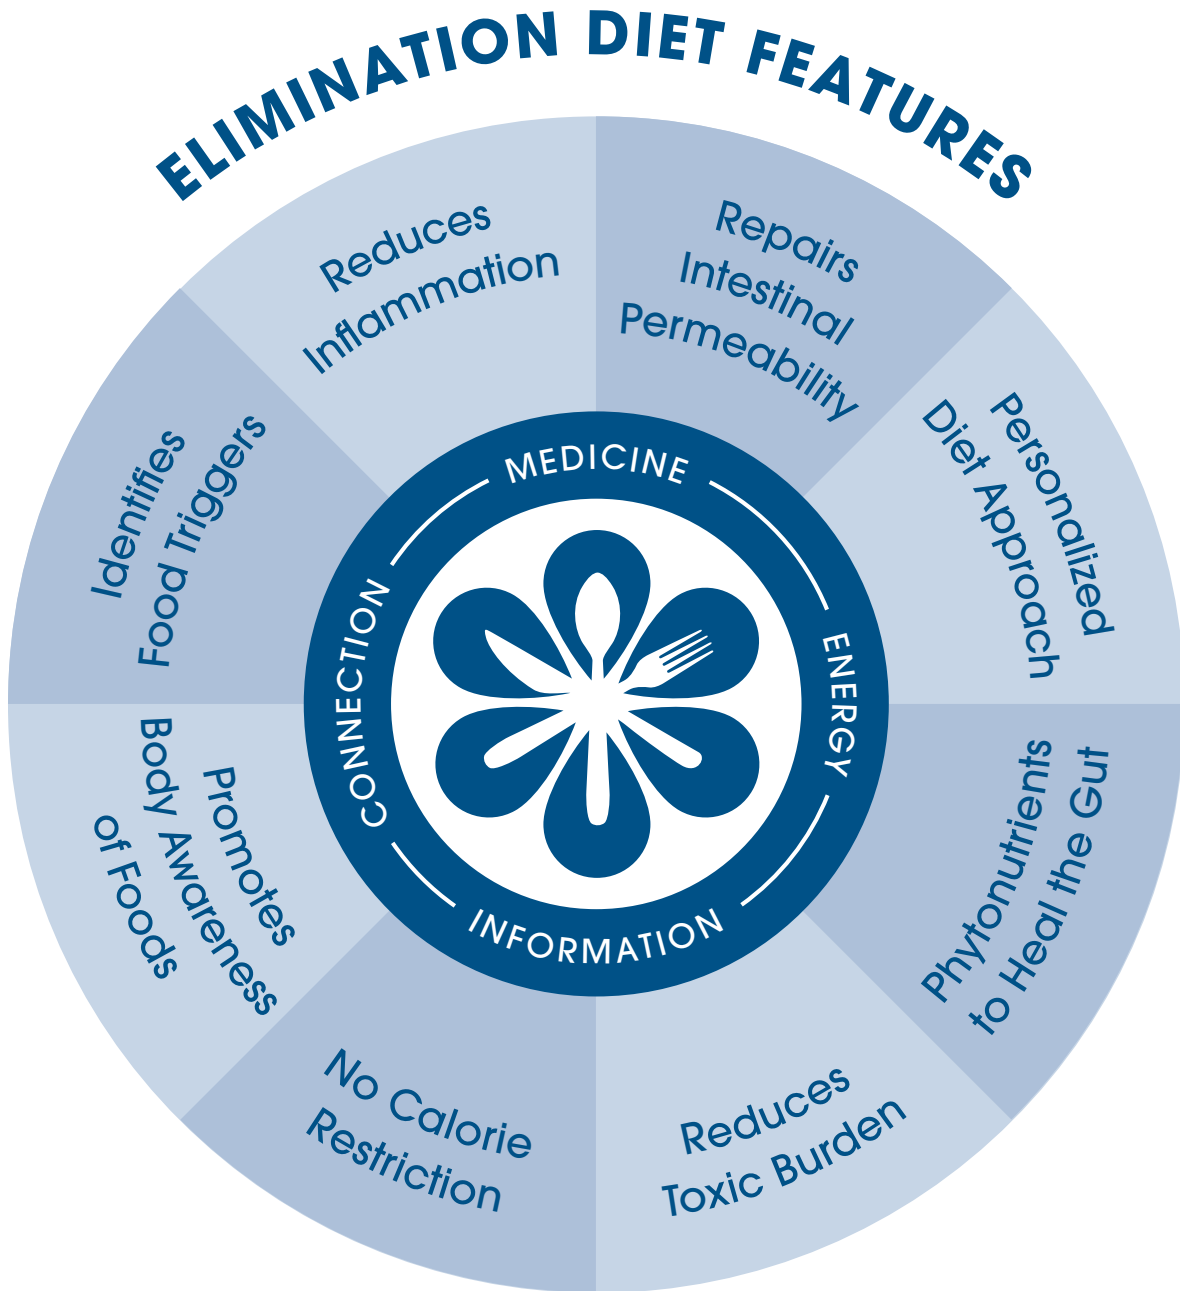 ELIMINATION DIET FEATURES
Reduces
Inflammation
Repairs
Intestinal
Permeability
Personalized
Diet Approach
Phytonutrients
to Heal the Gut
Reduces
Toxic Burden
No Calorie
Restriction
Promotes
Body Awareness
of Foods
Identifies
Food Triggers
MEDICINE
ENERGY
INFORMATION
CONNECTION